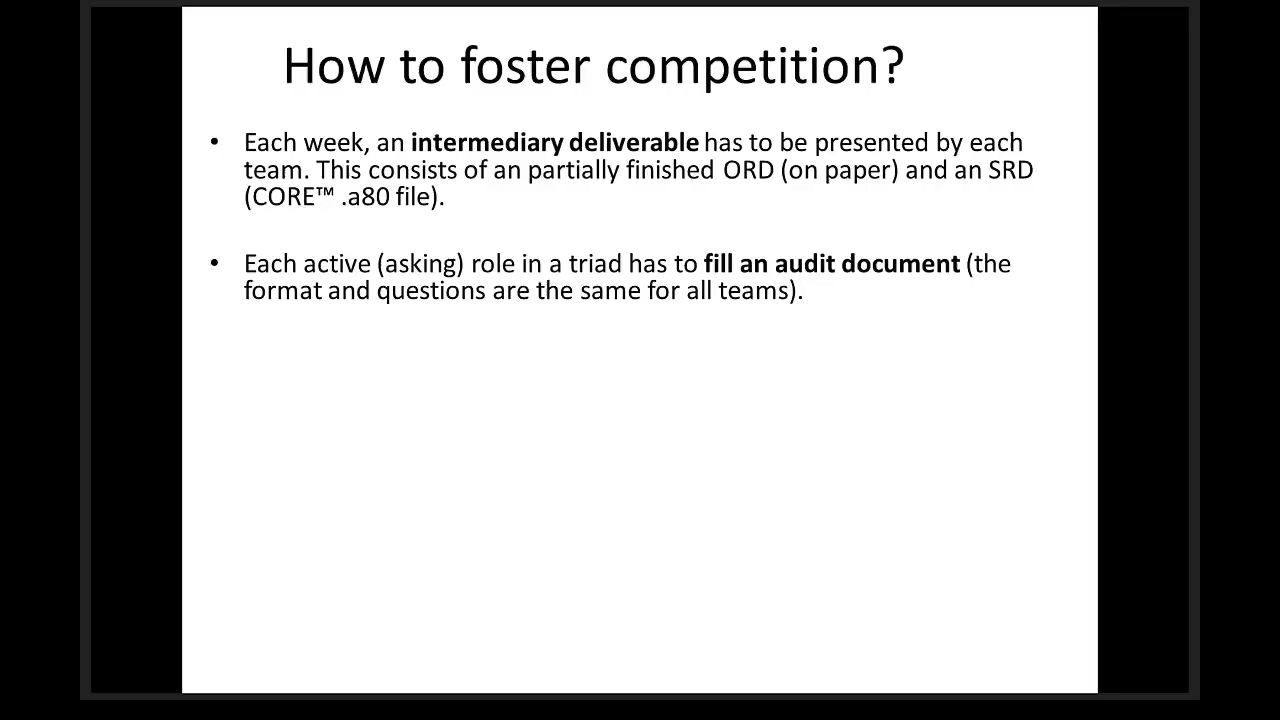 How to foster competition?
• Each week, an intermediary deliverable has to be presented by each
team. This consists of an partially finished ORD (on paper) and an SRD
(CORE™ .a80 file).
• Each active (asking) role in a triad has to fill an audit document (the
format and questions are the same for all teams).